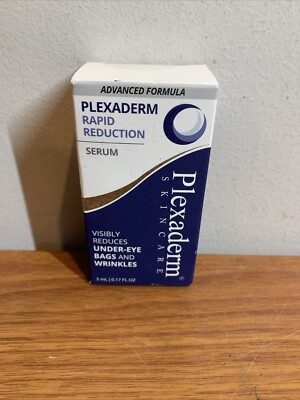 ADVANCED FORMULA
PLEXADERM
RAPID
REDUCTION
SERUM
VISIBLY
REDUCES
UNDER-EYE
BAGS AND
WRINKLES
5 mL | 0.17 FL OZ
Plexaderm®
SKINCARE